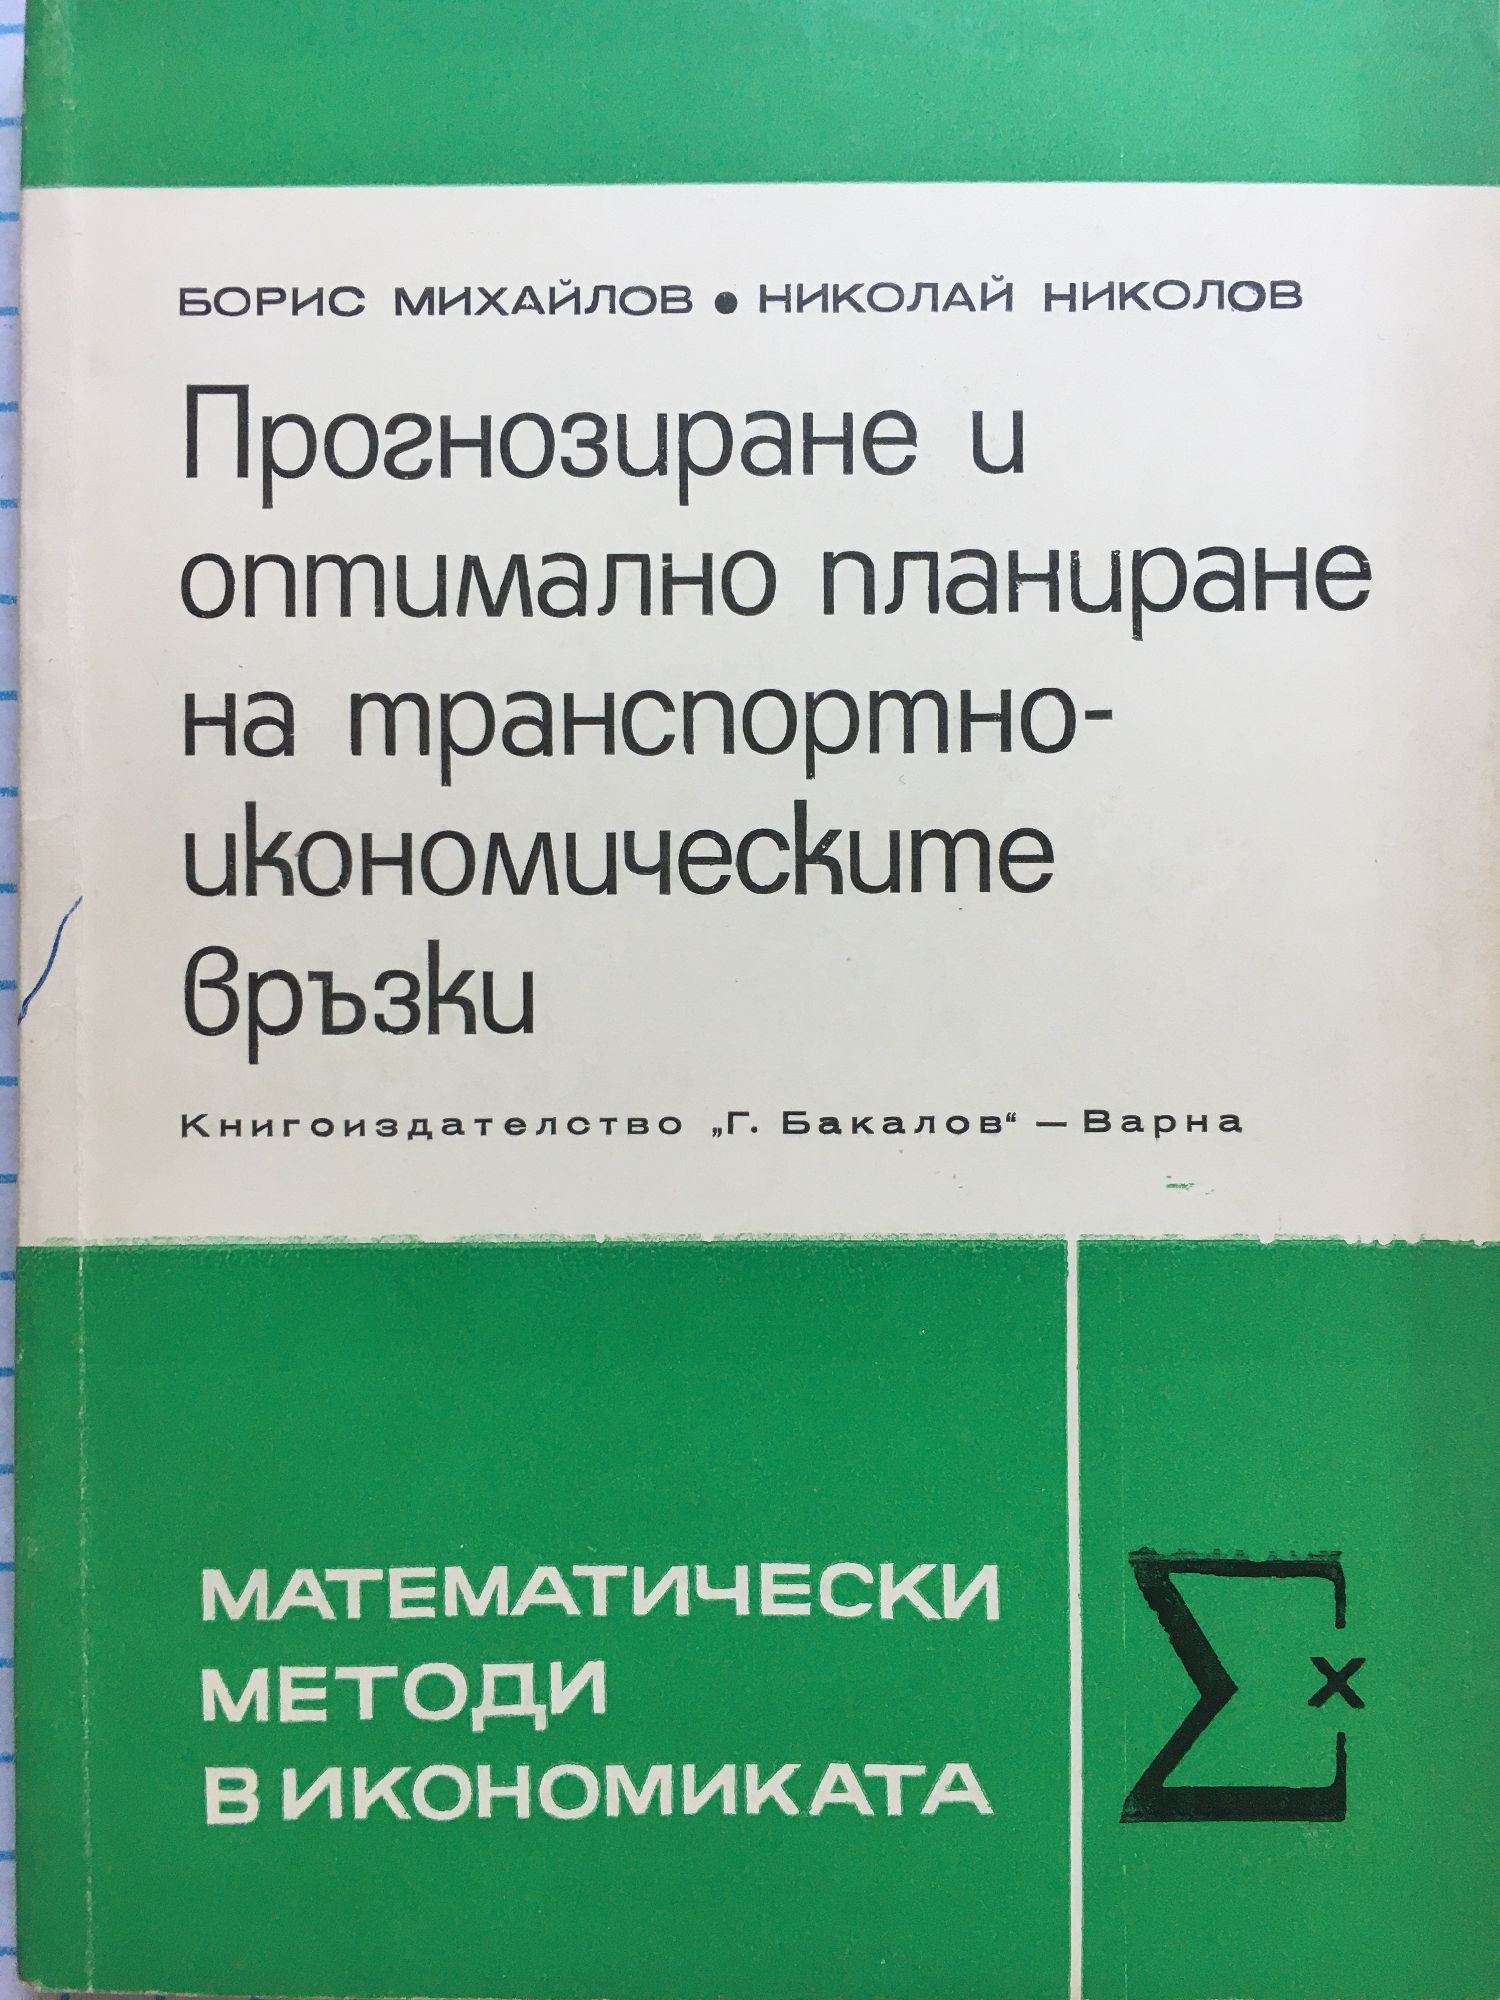 БОРИС МИХАЙЛОВ ● НИКОЛАЙ НИКОЛОВ
Прогнозиране и
оптимално планиране
на транспортно-
икономическите
връзки
Книгоиздателство „Г. Бакалов“ — Варна
МАТЕМАТИЧЕСКИ
МЕТОДИ
В ИКОНОМИКАТА
Σx